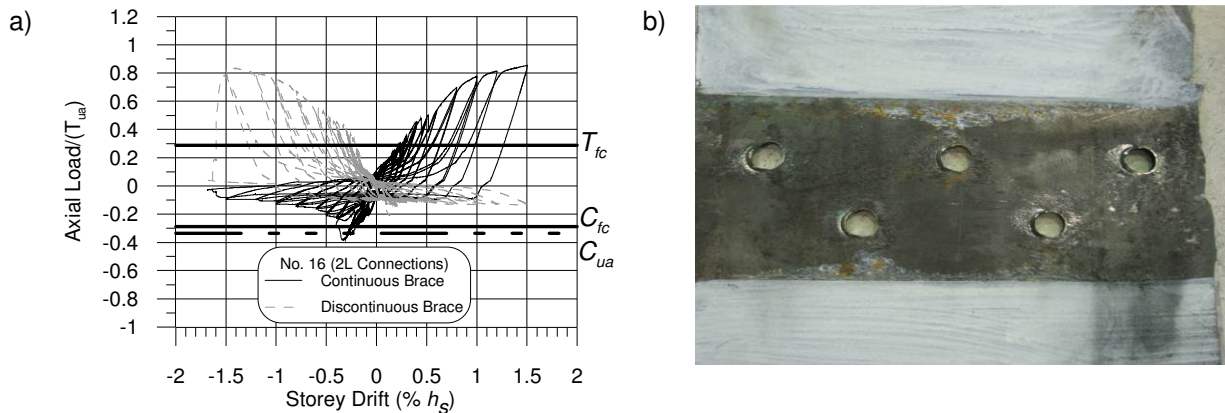 a)
1.2
1
0.8
0.6
0.4
0.2
0
-0.2
-0.4
-0.6
-0.8
-1
Axial Load/(Tua)
Tfc
Cfc
Cua
No. 16 (2L Connections)
Continuous Brace
Discontinuous Brace
-2 -1.5 -1 -0.5 0 0.5 1 1.5 2
Storey Drift (% hs)
b)